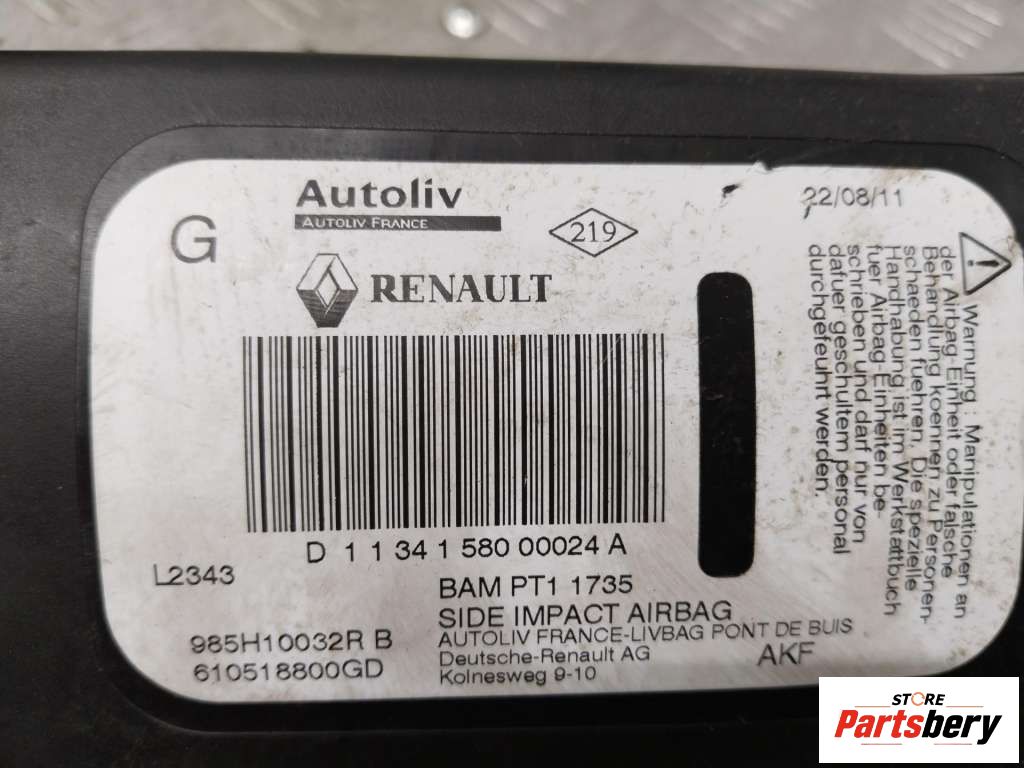 G
Autoliv
AUTOLIV FRANCE
219
22/08/11
RENAULT
D 1 1 34 1 58 00 00024 A
L2343
BAM PT1 1735
SIDE IMPACT AIRBAG
985H10032R B
AUTOLIV FRANCE-LIVBAG PONT DE BUIS
610518800GD
Deutsche-Renault AG
AKF
Kolnesweg 9-10
Warnung : Manipulationen an
der Airbag-Einheit oder falsche
Behandlung koennen zu Personen-
schaeden fuehren. Die spezielle
Handhabung ist im Werkstattbuch
fuer Airbag-Einheiten be-
schrieben und darf nur von
dafuer geschultem personal
durchgefeuhrt werden.
STORE
Partsbery